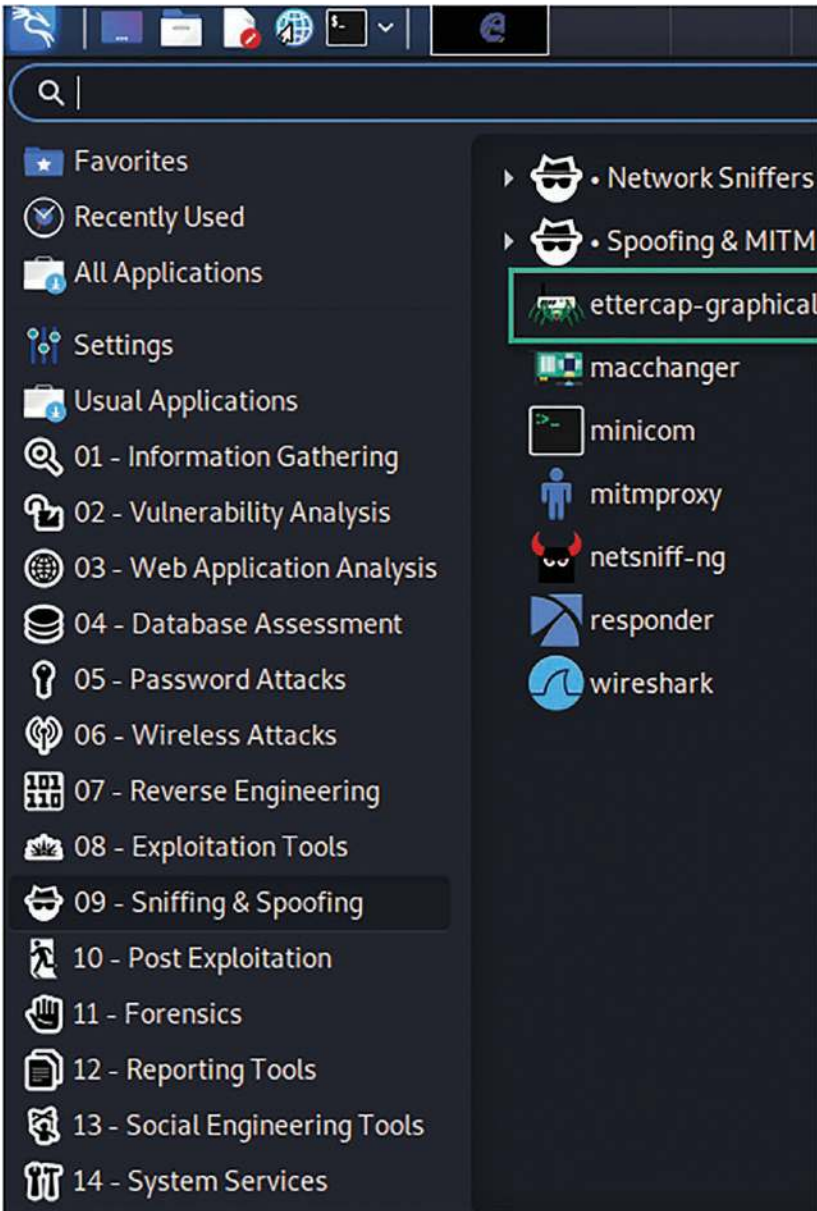 Favorites
Recently Used
All Applications
Settings
Usual Applications
01 - Information Gathering
02 - Vulnerability Analysis
03 - Web Application Analysis
04 - Database Assessment
05 - Password Attacks
06 - Wireless Attacks
07 - Reverse Engineering
08 - Exploitation Tools
09 - Sniffing & Spoofing
10 - Post Exploitation
11 - Forensics
12 - Reporting Tools
13 - Social Engineering Tools
14 - System Services
• Network Sniffers
• Spoofing & MITM
ettercap-graphical
macchanger
minicom
mitmproxy
netsniff-ng
responder
wireshark